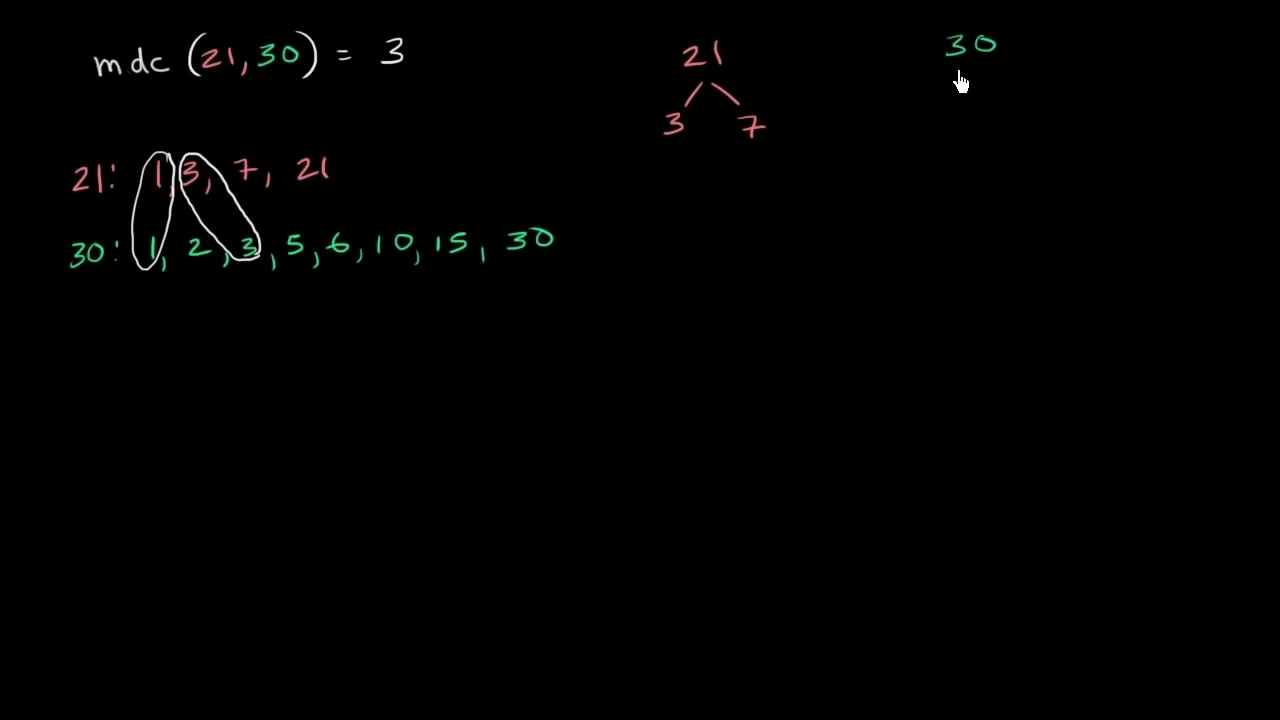 mdc (21, 30) = 3
21: 1, 3, 7, 21
30: 1, 2, 3, 5, 6, 10, 15, 30
21
3 7
30